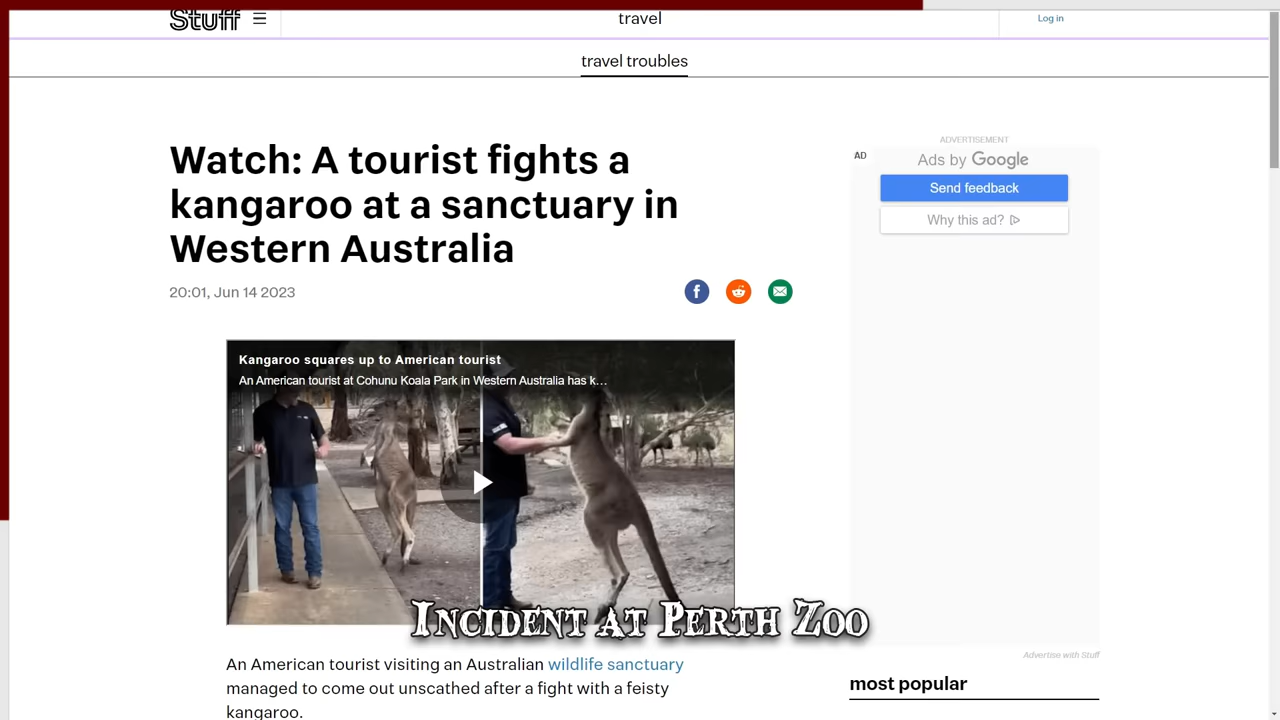 Stuff
travel
Log in
travel troubles
Watch: A tourist fights a
kangaroo at a sanctuary in
Western Australia
20:01, Jun 14 2023
ADVERTISEMENT
AD
Ads by Google
Send feedback
Why this ad?
Kangaroo squares up to American tourist
An American tourist at Cohunu Koala Park in Western Australia has k...
Incident at Perth Zoo
An American tourist visiting an Australian wildlife sanctuary
managed to come out unscathed after a fight with a feisty
kangaroo.
Advertise with Stuff
most popular